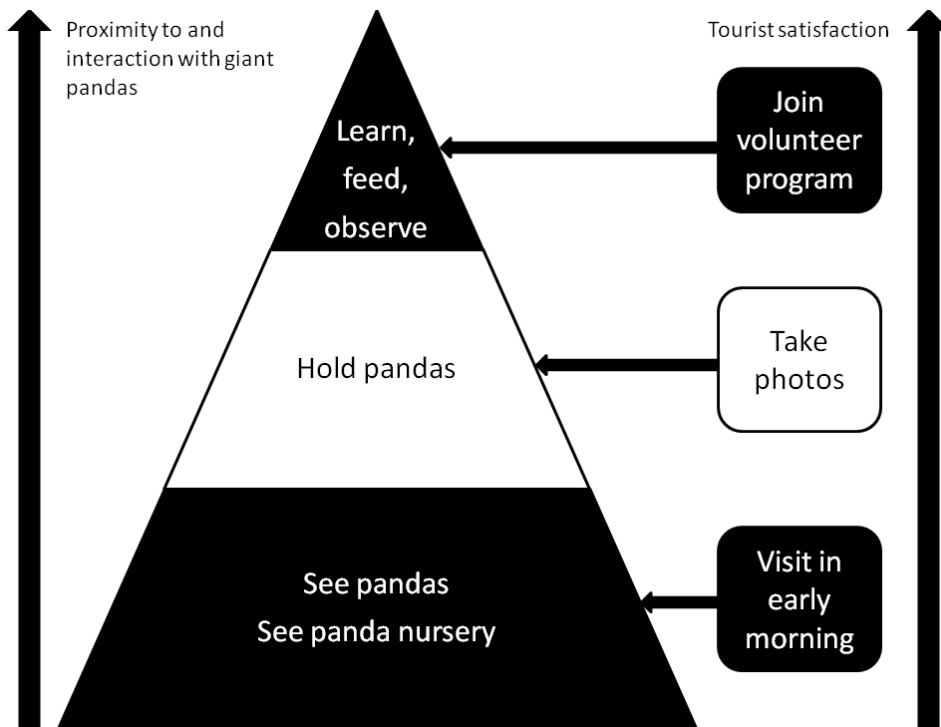 Proximity to and
interaction with giant
pandas
Tourist satisfaction
Learn,
feed,
observe
Join
volunteer
program
Hold pandas
Take
photos
See pandas
See panda nursery
Visit in
early
morning